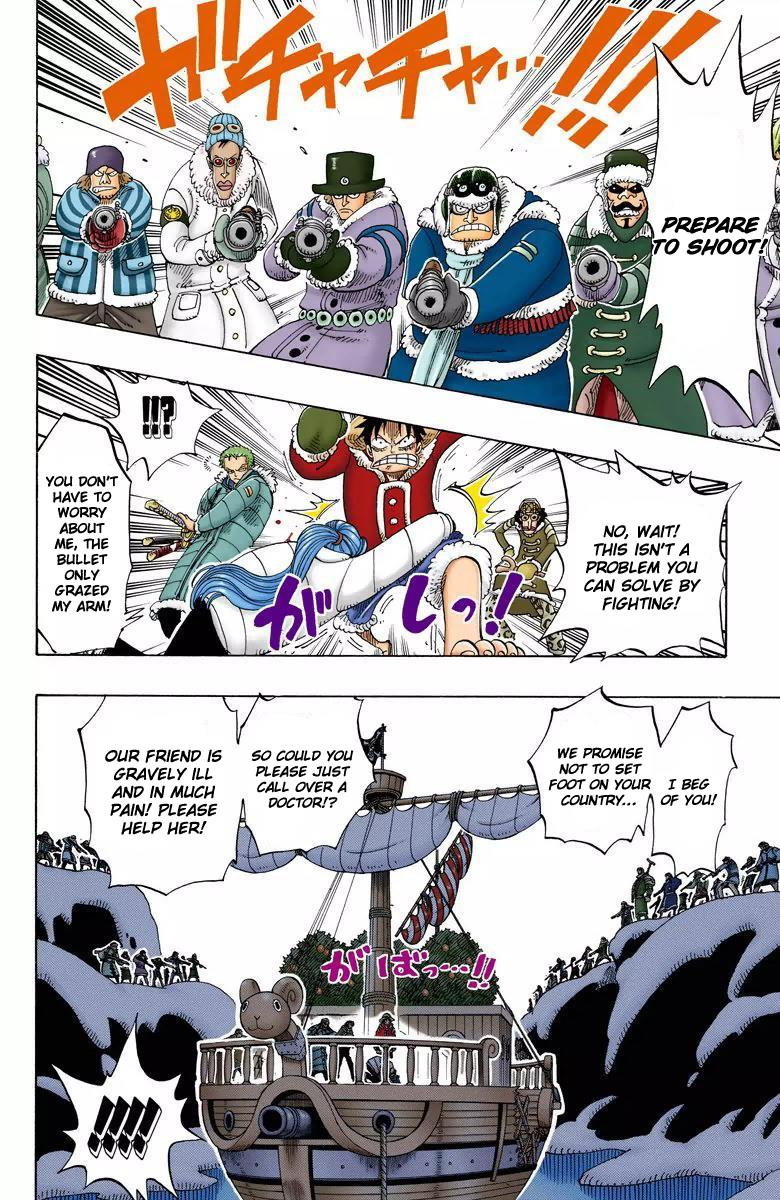 ガチャチャ…!!!
PREPARE
TO SHOOT!
NO, WAIT!
THIS ISN'T A
PROBLEM YOU
CAN SOLVE BY
FIGHTING!
!!?
YOU DON'T
HAVE TO
WORRY
ABOUT
ME, THE
BULLET
ONLY
GRAZED
MY ARM!
がしっ!
I BEG
OF YOU!
WE PROMISE
NOT TO SET
FOOT ON YOUR
COUNTRY...
SO COULD YOU
PLEASE JUST
CALL OVER A
DOCTOR!?
OUR FRIEND IS
GRAVELY ILL
AND IN MUCH
PAIN! PLEASE
HELP HER!
がばっ…!!
が
!!!!